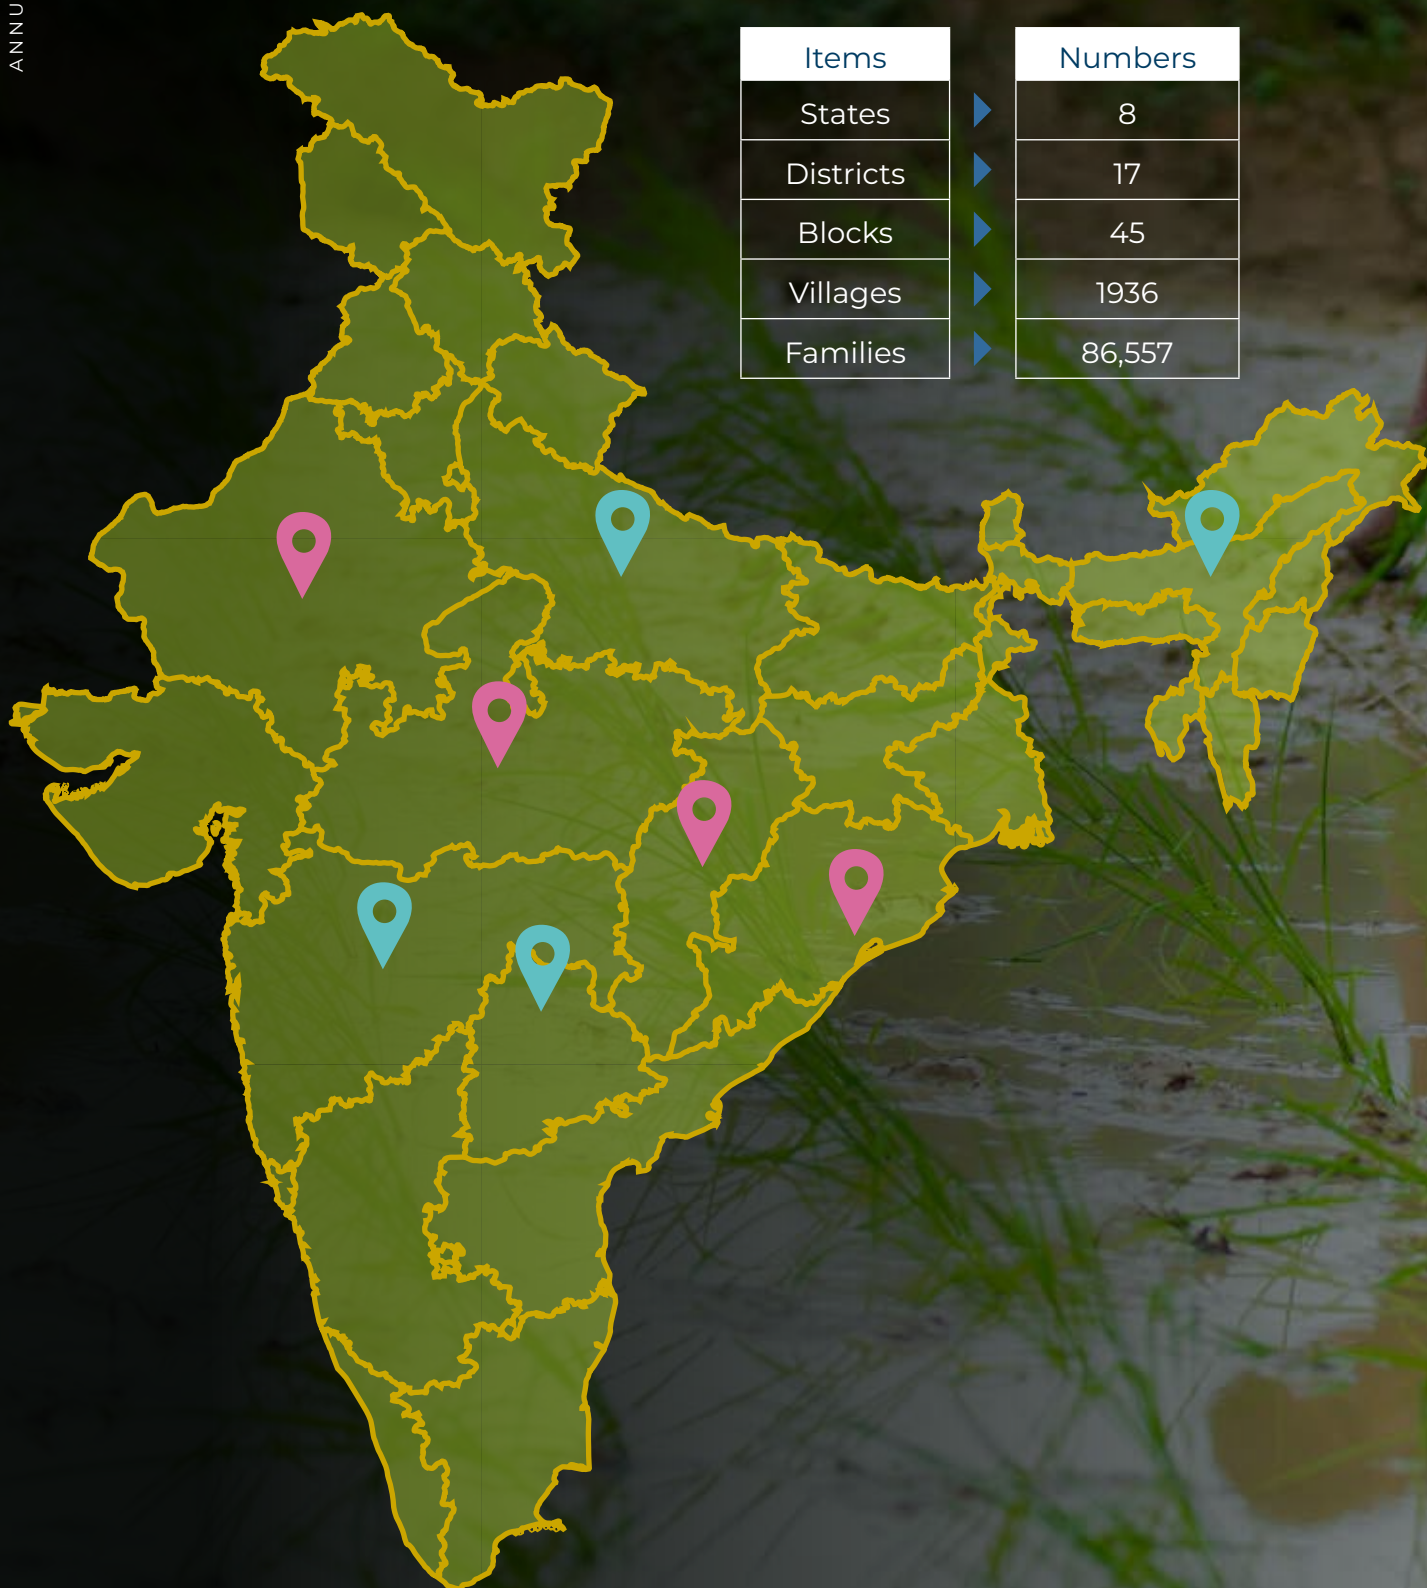 ANNU
Items Numbers
States 8
Districts 17
Blocks 45
Villages 1936
Families 86,557